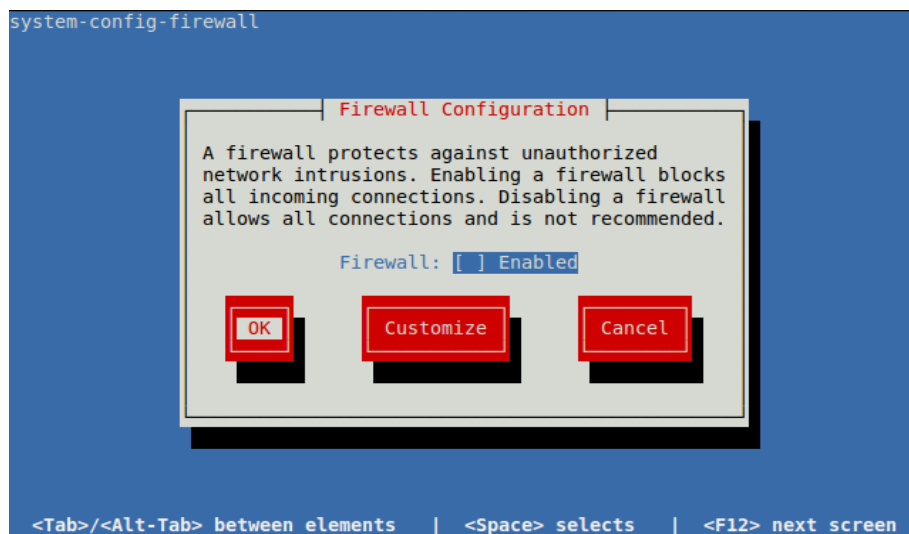 system-config-firewall
Firewall Configuration
A firewall protects against unauthorized
network intrusions. Enabling a firewall blocks
all incoming connections. Disabling a firewall
allows all connections and is not recommended.
Firewall: [ ] Enabled
OK Customize Cancel
<Tab>/<Alt-Tab> between elements | <Space> selects | <F12> next screen